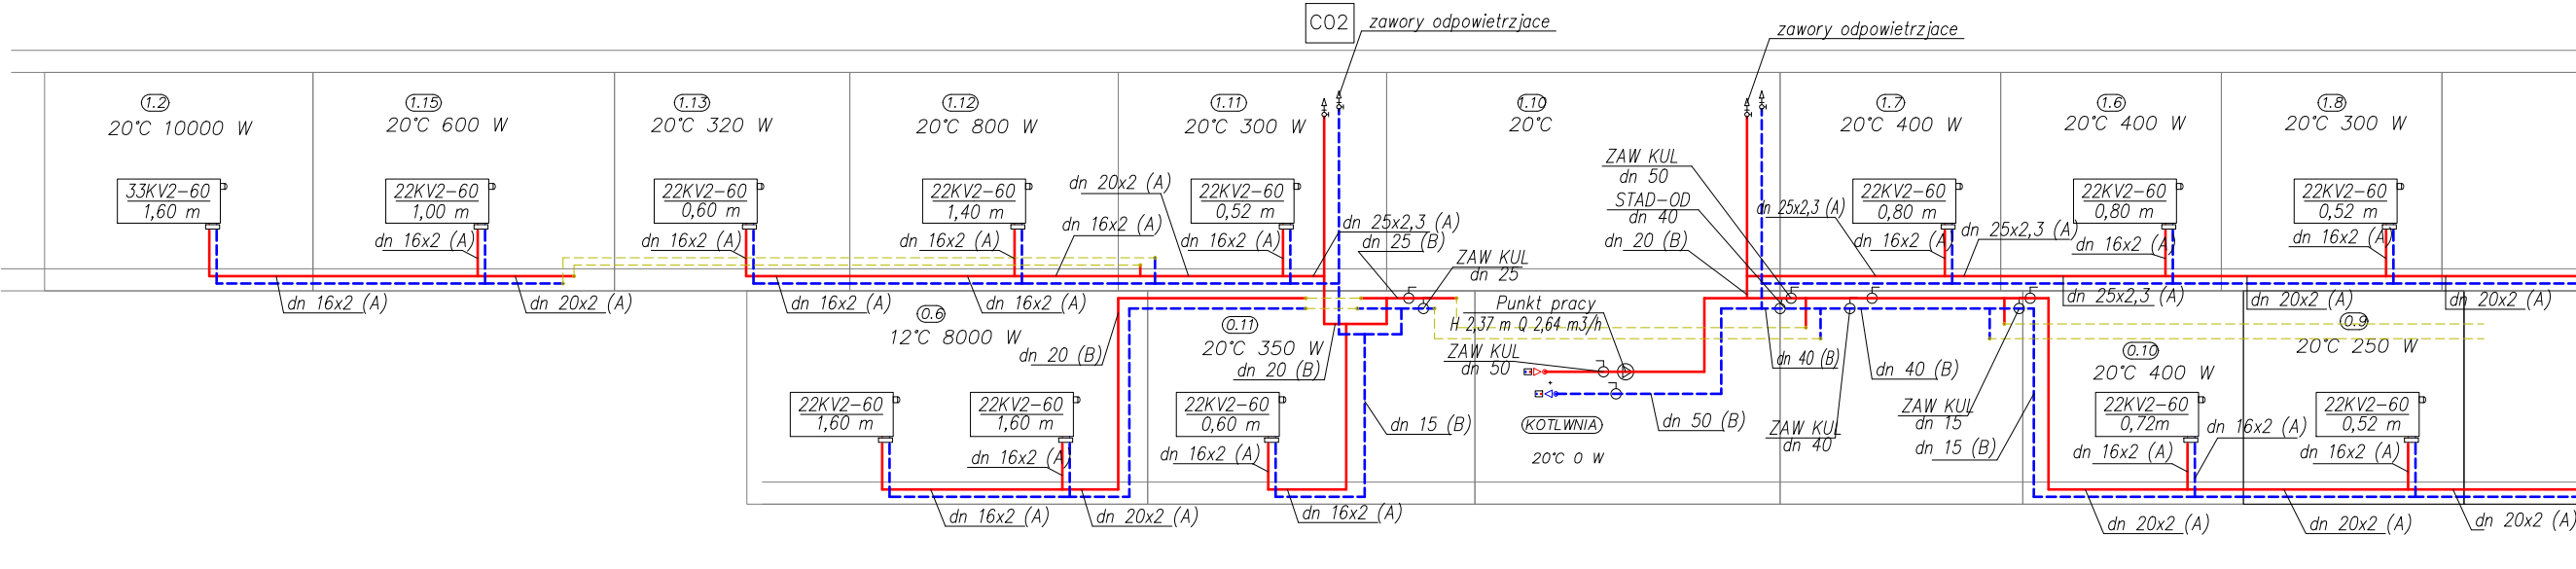 C02
zawory odpowietrzjace
zawory odpowietrzjace
1.2
20°C 10000 W
1.15
20°C 600 W
1.13
20°C 320 W
1.12
20°C 800 W
1.11
20°C 300 W
1.10
20°C
1.7
20°C 400 W
1.6
20°C 400 W
1.8
20°C 300 W
33KV2-60
1,60 m
22KV2-60
1,00 m
22KV2-60
0,60 m
22KV2-60
1,40 m
22KV2-60
0,52 m
22KV2-60
0,80 m
22KV2-60
0,80 m
22KV2-60
0,52 m
dn 20x2 (A)
dn 16x2 (A)
dn 16x2 (A)
dn 16x2 (A)
dn 16x2 (A)
dn 16x2 (A)
dn 16x2 (A)
dn 25x2,3 (A)
dn 25 (B)
ZAW KUL
dn 25
ZAW KUL
dn 50
STAD-OD
dn 40
dn 20 (B)
dn 25x2,3 (A)
dn 16x2 (A)
dn 25x2,3 (A)
dn 16x2 (A)
dn 16x2 (A)
dn 16x2 (A)
dn 20x2 (A)
dn 16x2 (A)
dn 16x2 (A)
dn 25x2,3 (A)
dn 20x2 (A)
dn 20x2 (A)
0.6
12°C 8000 W
dn 20 (B)
0.11
20°C 350 W
dn 20 (B)
Punkt pracy
H 2,37 m Q 2,64 m3/h
ZAW KUL
dn 50
dn 40 (B)
dn 40 (B)
0.10
20°C 400 W
0.9
20°C 250 W
22KV2-60
1,60 m
22KV2-60
1,60 m
22KV2-60
0,60 m
22KV2-60
0,72m
22KV2-60
0,52 m
dn 15 (B)
KOTLWNIA
20°C 0 W
dn 50 (B)
ZAW KUL
dn 40
ZAW KUL
dn 15
dn 15 (B)
dn 16x2 (A)
dn 16x2 (A)
dn 16x2 (A)
dn 16x2 (A)
dn 16x2 (A)
dn 16x2 (A)
dn 20x2 (A)
dn 16x2 (A)
dn 20x2 (A)
dn 20x2 (A)
dn 20x2 (A)